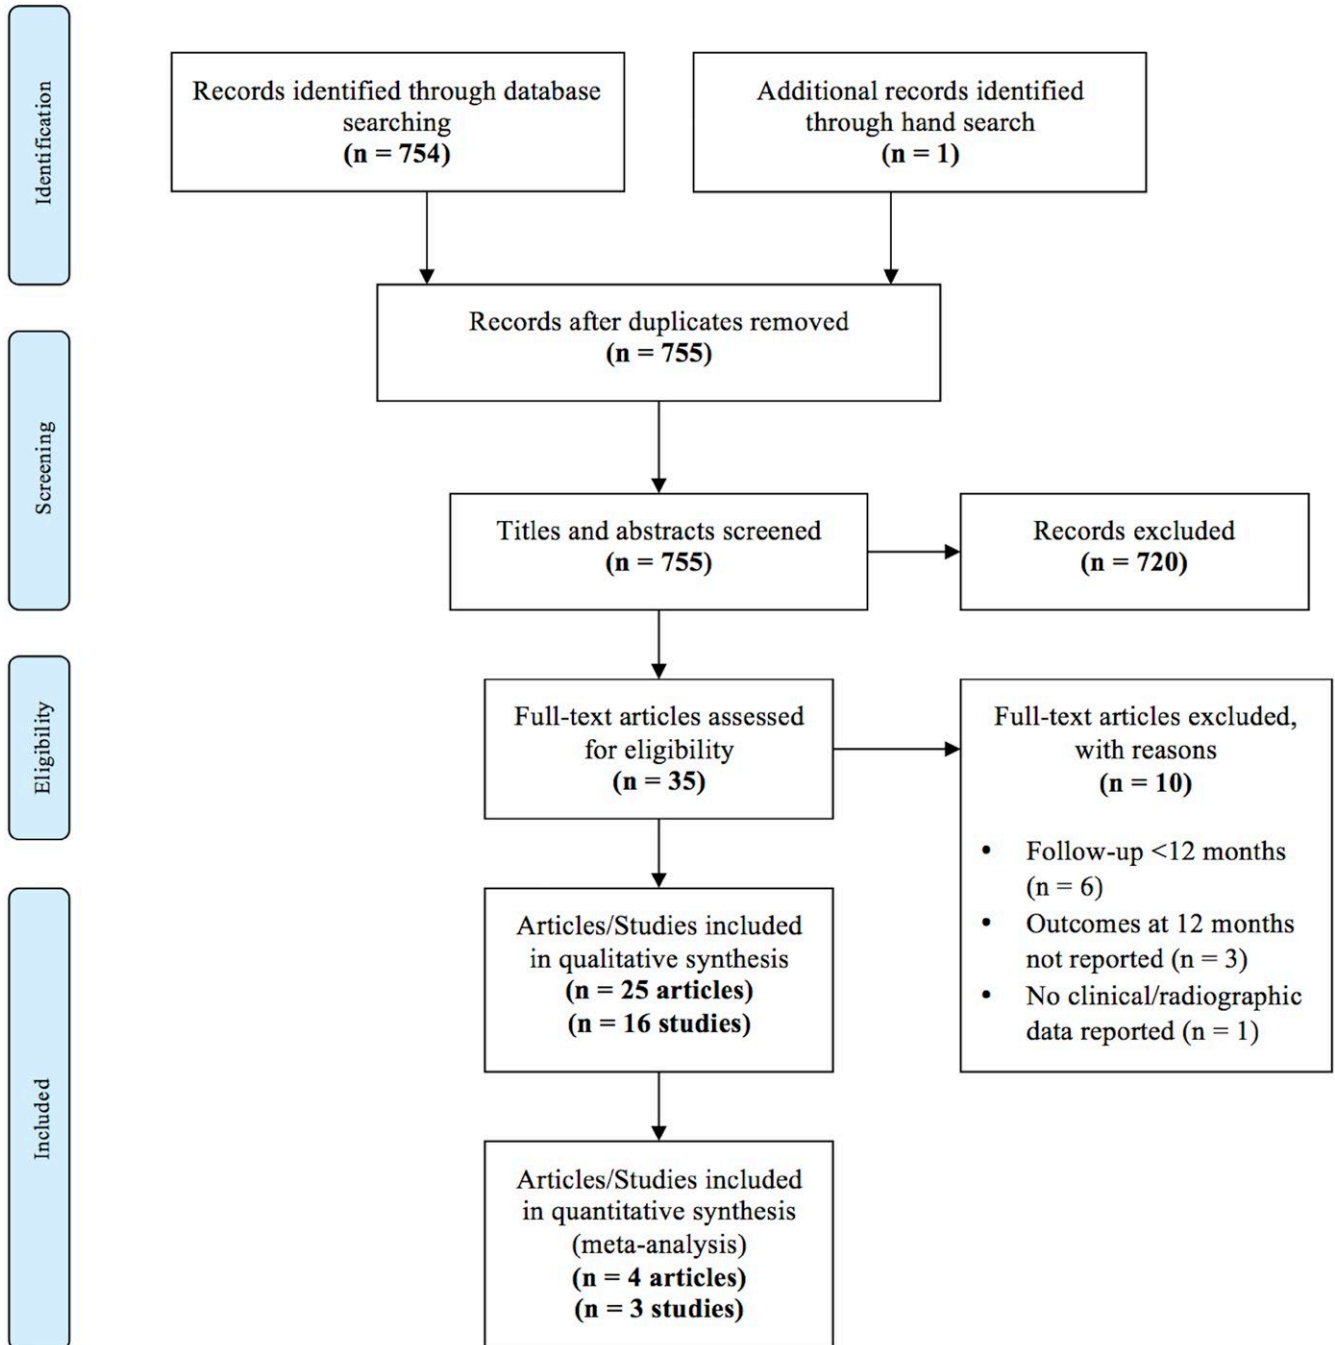 Identification
Records identified through database
searching
(n = 754)
Additional records identified
through hand search
(n = 1)
Records after duplicates removed
(n = 755)
Screening
Titles and abstracts screened
(n = 755)
Records excluded
(n = 720)
Eligibility
Full-text articles assessed
for eligibility
(n = 35)
Full-text articles excluded,
with reasons
(n = 10)
• Follow-up <12 months
(n = 6)
• Outcomes at 12 months
not reported (n = 3)
• No clinical/radiographic
data reported (n = 1)
Included
Articles/Studies included
in qualitative synthesis
(n = 25 articles)
(n = 16 studies)
Articles/Studies included
in quantitative synthesis
(meta-analysis)
(n = 4 articles)
(n = 3 studies)